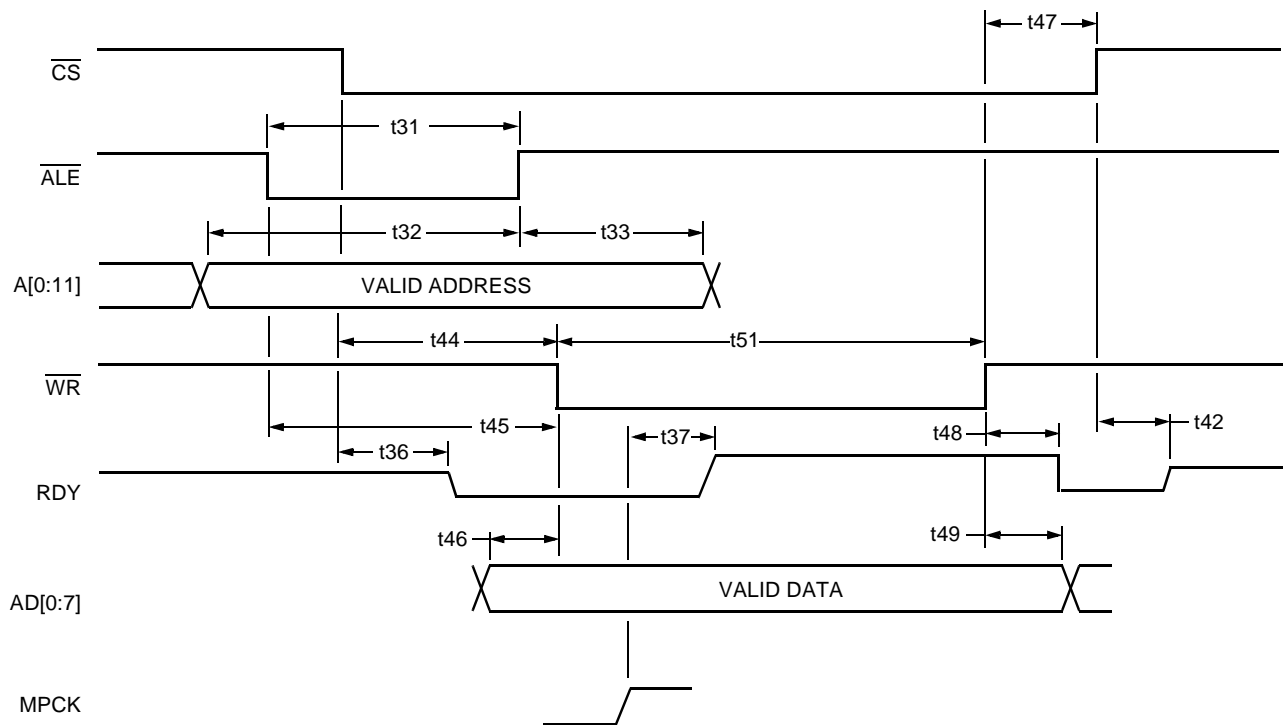 t47
CS
t31
ALE
t32 t33
A[0:11] VALID ADDRESS
t44 t51
WR
t45 t37 t48 t42
t36
RDY
t46 t49
AD[0:7] VALID DATA
MPCK